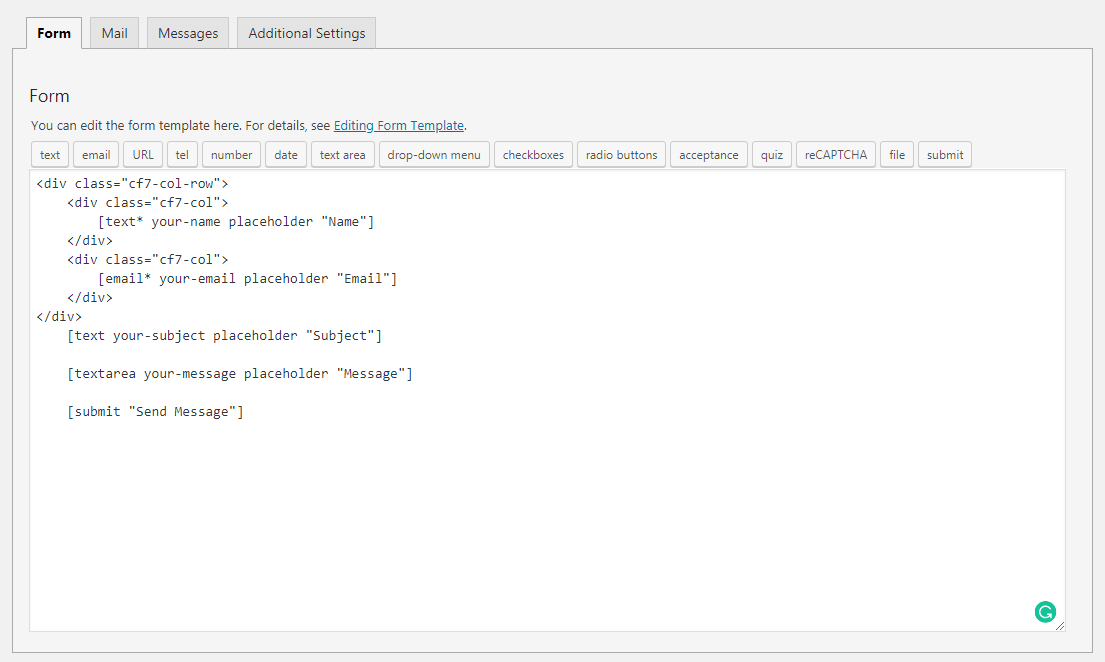 Form Mail Messages Additional Settings
Form
You can edit the form template here. For details, see Editing Form Template.
text email URL tel number date text area drop-down menu checkboxes radio buttons acceptance quiz reCAPTCHA file submit
<div class="cf7-col-row">
    <div class="cf7-col">
        [text* your-name placeholder "Name"]
    </div>
    <div class="cf7-col">
        [email* your-email placeholder "Email"]
    </div>
</div>
    [text your-subject placeholder "Subject"]
    [textarea your-message placeholder "Message"]
    [submit "Send Message"]